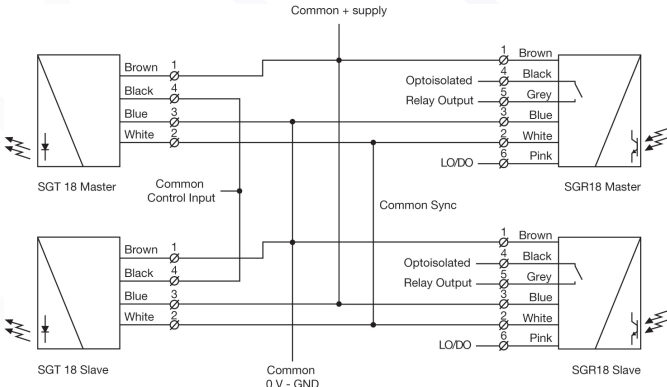 Common + supply
Brown 1
Black 4
Blue 3
White 2
SGT 18 Master
1 Brown
Optoisolated 4 Black
Relay Output 5 Grey
3 Blue
2 White
LO/DO 6 Pink
SGR18 Master
Common
Control Input
Common Sync
Brown 1
Black 4
Blue 3
White 2
SGT 18 Slave
1 Brown
Optoisolated 4 Black
Relay Output 5 Grey
3 Blue
2 White
LO/DO 6 Pink
SGR18 Slave
Common
0 V - GND